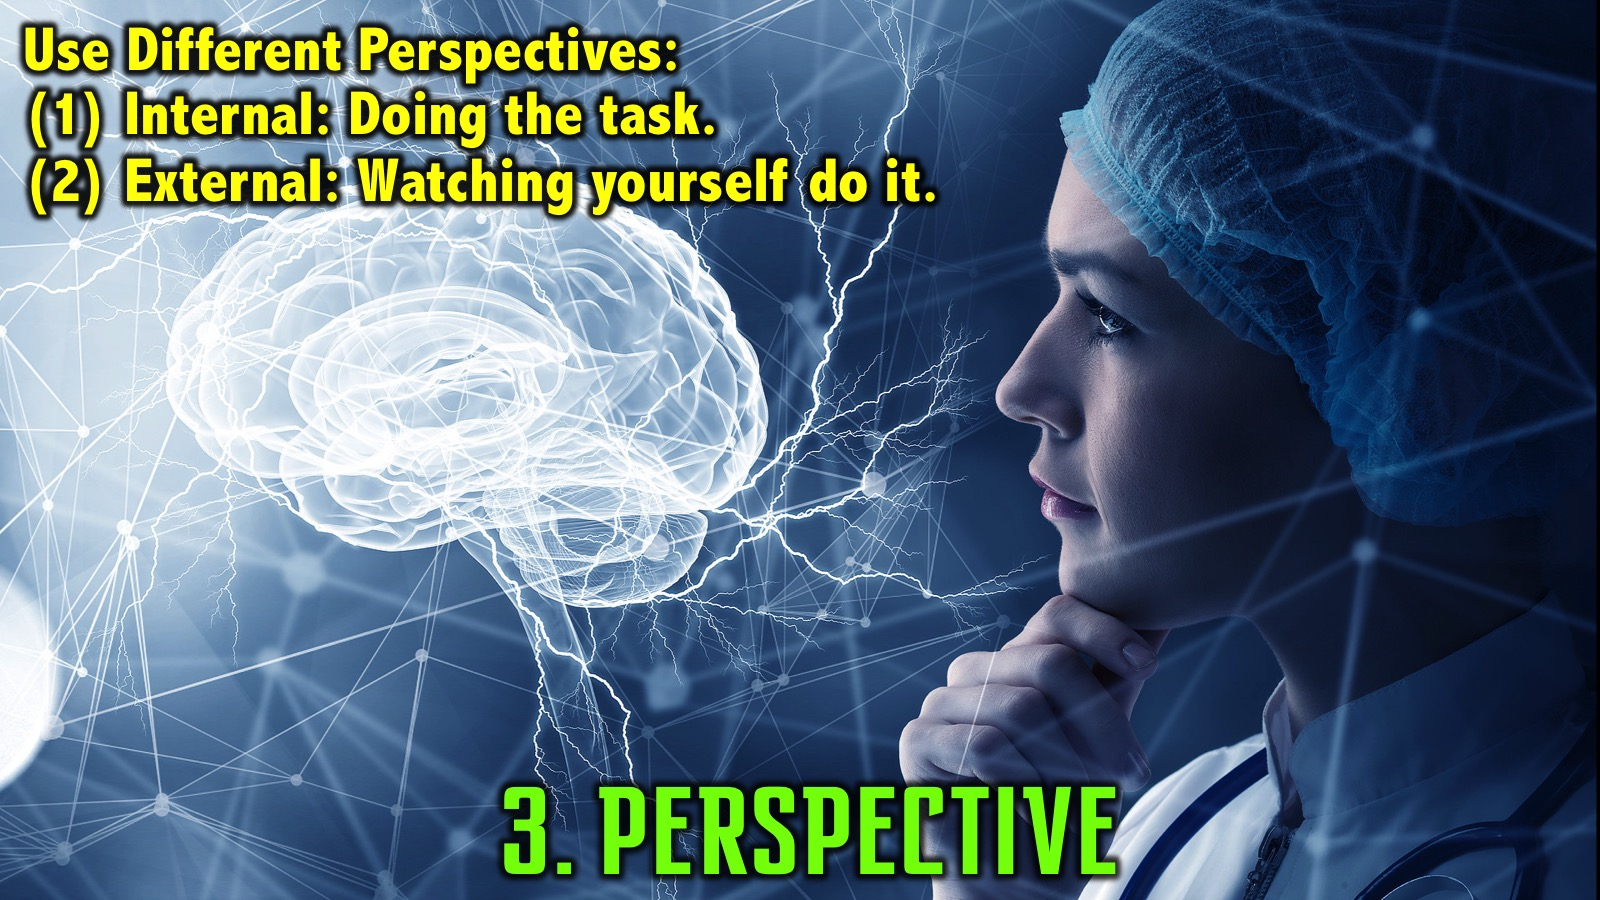 Use Different Perspectives:
(1) Internal: Doing the task.
(2) External: Watching yourself do it.
3. PERSPECTIVE